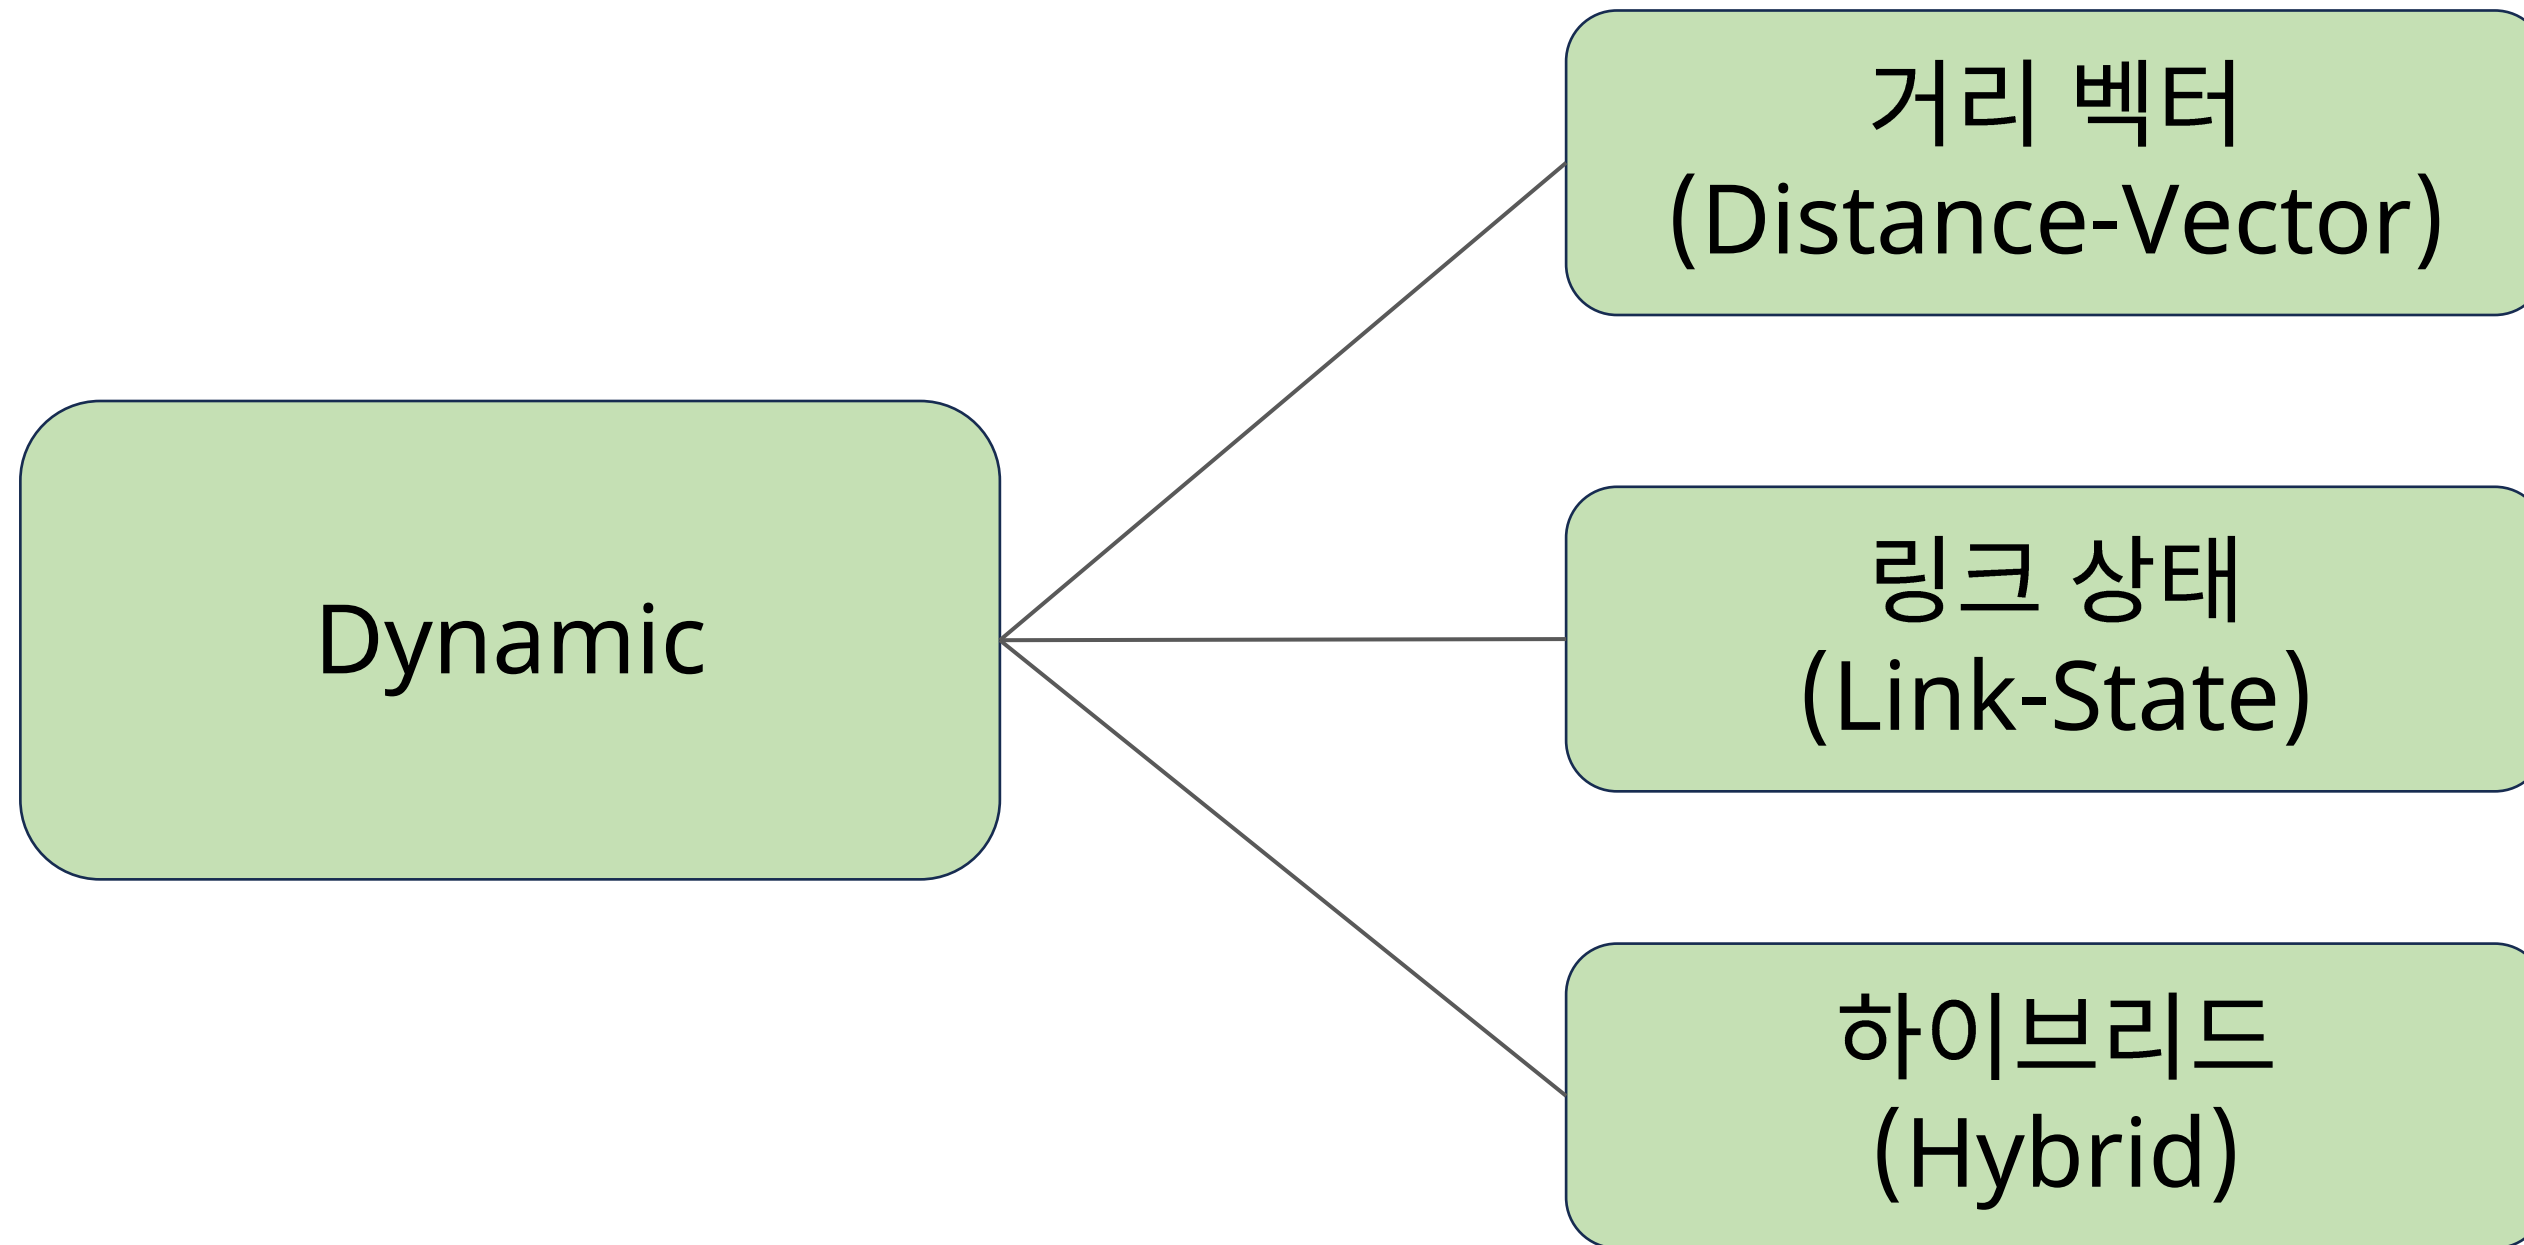 거리 벡터
(Distance-Vector)
Dynamic
링크 상태
(Link-State)
하이브리드
(Hybrid)